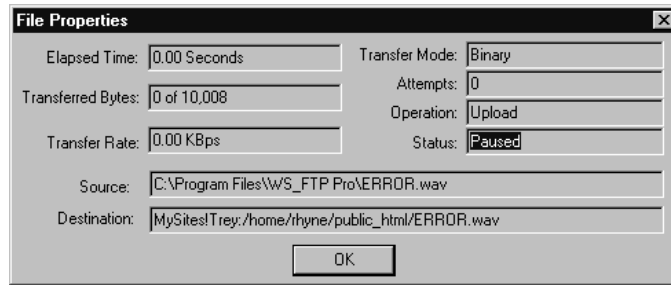 File Properties
Elapsed Time: 0.00 Seconds
Transfer Mode: Binary
Transferred Bytes: 0 of 10,008
Attempts: 0
Operation: Upload
Transfer Rate: 0.00 KBps
Status: Paused
Source: C:\Program Files\WS_FTP Pro\ERROR.wav
Destination: MySites!Trey:/home/rhyne/public_html/ERROR.wav
OK